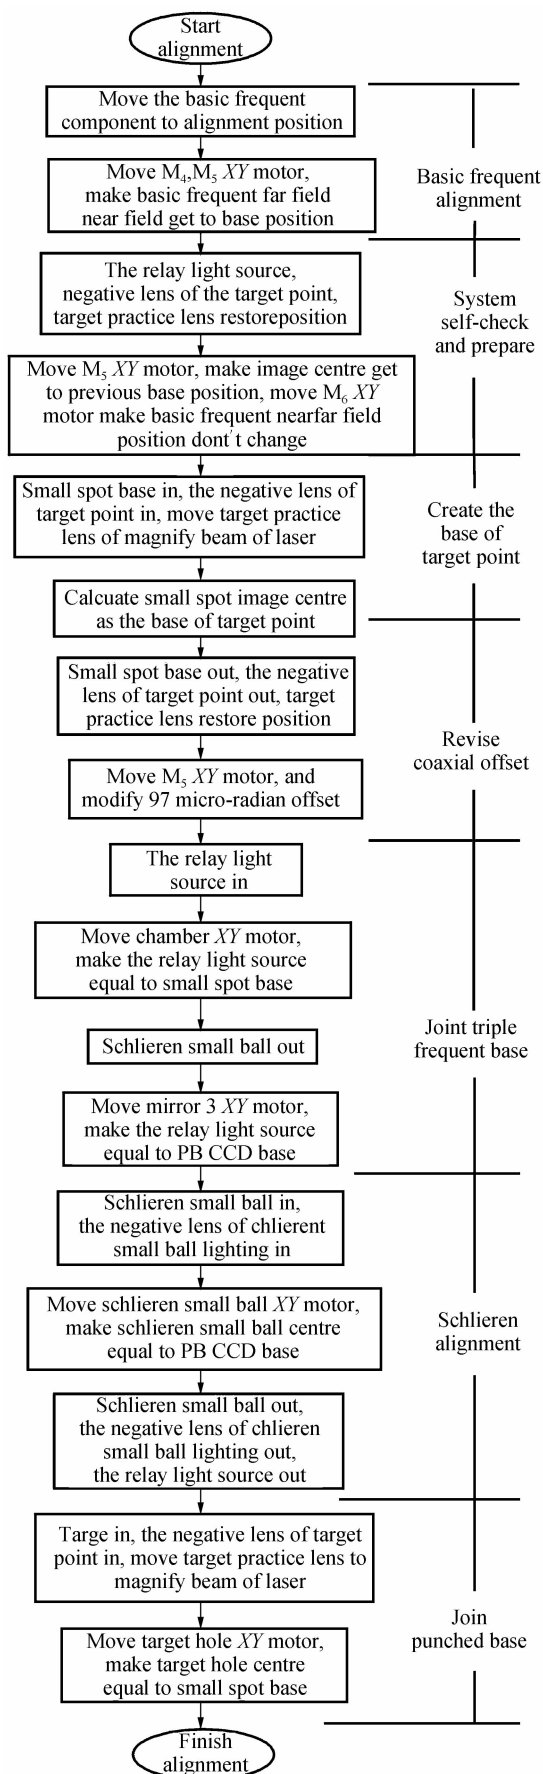 Start
alignment
Move the basic frequent
component to alignment position
Move M₄,M₅ XY motor,
make basic frequent far field
near field get to base position
Basic frequent
alignment
The relay light source,
negative lens of the target point,
target practice lens restoreposition
Move M₅ XY motor, make image centre get
to previous base position, move M₆ XY
motor make basic frequent nearfar field
position dont't change
System
self-check
and prepare
Small spot base in, the negative lens of
target point in, move target practice
lens of magnify beam of laser
Calcuate small spot image centre
as the base of target point
Create the
base of
target point
Small spot base out, the negative
lens of target point out, target
practice lens restore position
Move M₅ XY motor, and
modify 97 micro-radian offset
Revise
coaxial offset
The relay light
source in
Move chamber XY motor,
make the relay light source
equal to small spot base
Schlieren small ball out
Move mirror 3 XY motor,
make the relay light source
equal to PB CCD base
Joint triple
frequent base
Schlieren small ball in,
the negative lens of chlierent
small ball lighting in
Move schlieren small ball XY motor,
make schlieren small ball centre
equal to PB CCD base
Schlieren small ball out,
the negative lens of chlieren
small ball lighting out,
the relay light source out
Schlieren
alignment
Targe in, the negative lens of target
point in, move target practice lens to
magnify beam of laser
Move target hole XY motor,
make target hole centre
equal to small spot base
Join
punched base
Finish
alignment